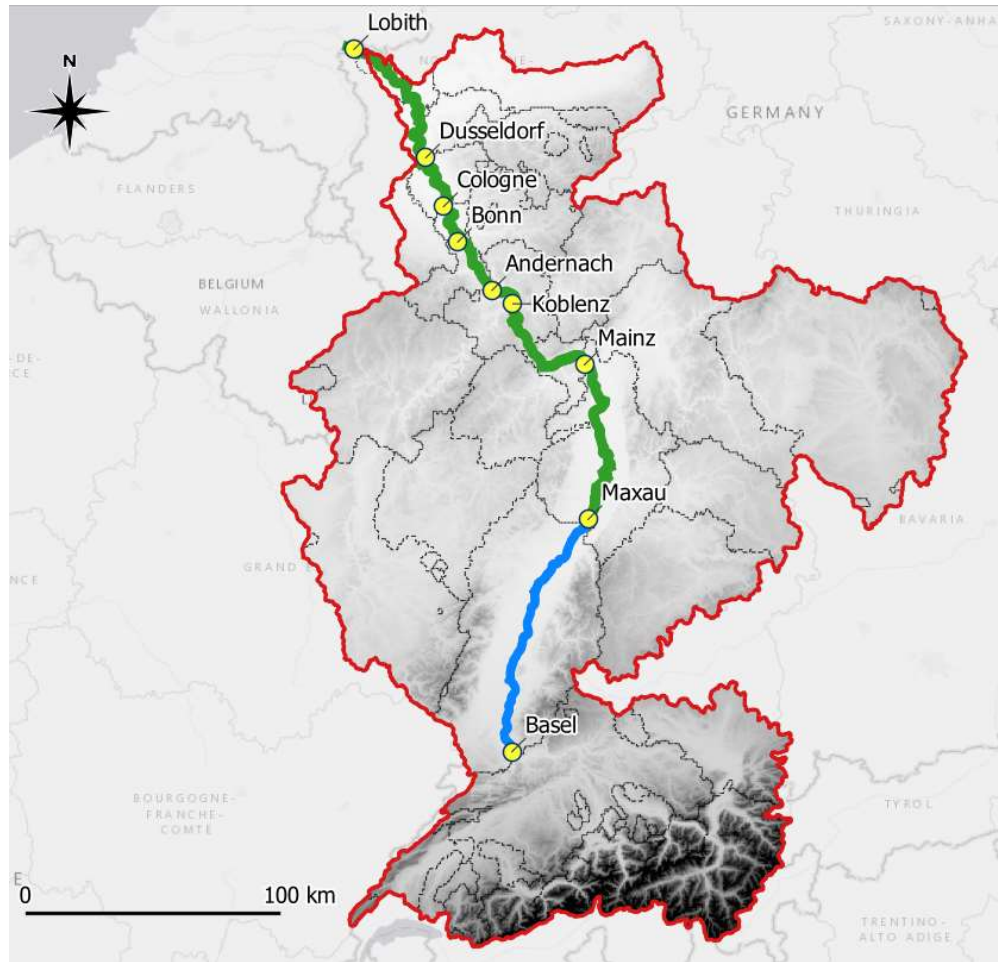 SAXONY-ANHA
Lobith
N
GERMANY
Dusseldorf
FLANDERS
Cologne
THURINGIA
Bonn
Andernach
BELGIUM
Koblenz
WALLONIA
Mainz
Maxau
BAVARIA
GRAND
Basel
BOURGOGNE-
FRANCHE-
COMTE
TYROL
0 100 km
TRENTINO-
ALTO ADIGE